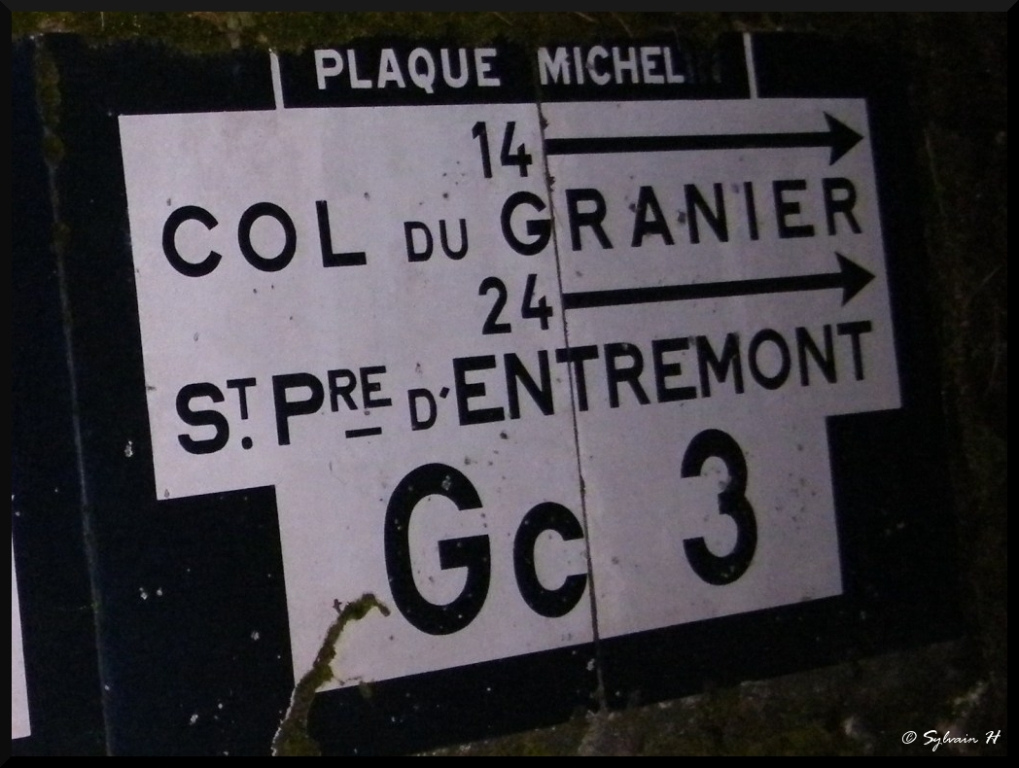 PLAQUE MICHELIN
14
COL DU GRANIER
24
ST. PRE D'ENTREMONT
Gc 3
© Sylvain H